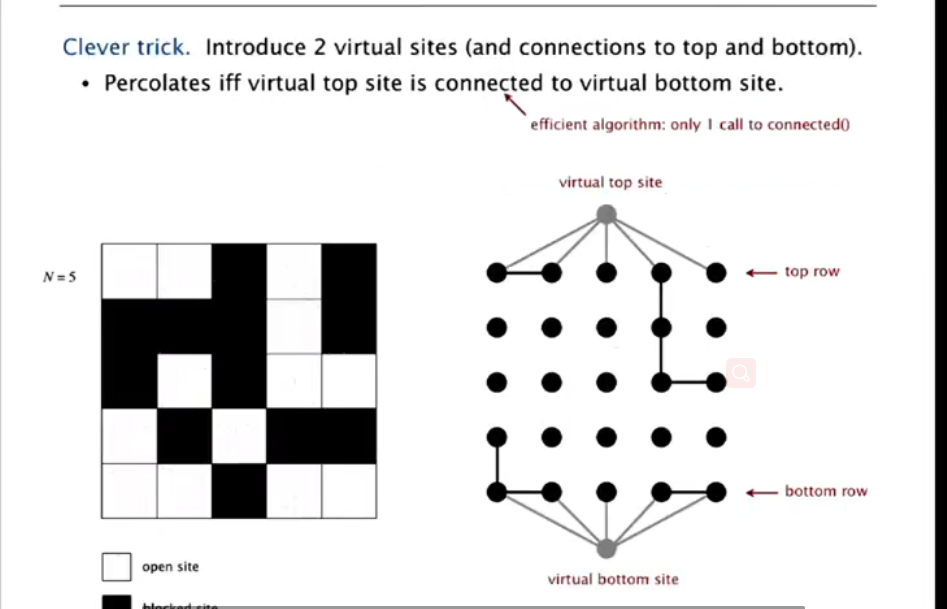 Clever trick. Introduce 2 virtual sites (and connections to top and bottom).
• Percolates iff virtual top site is connected to virtual bottom site.
efficient algorithm: only 1 call to connected()
virtual top site
N = 5
top row
bottom row
open site
virtual bottom site
blocked site